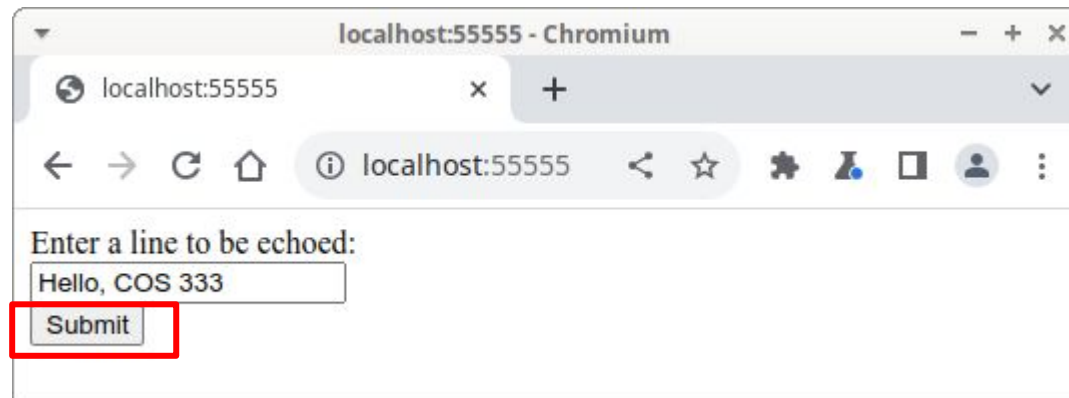 localhost:55555 - Chromium
localhost:55555
localhost:55555
Enter a line to be echoed:
Hello, COS 333
Submit